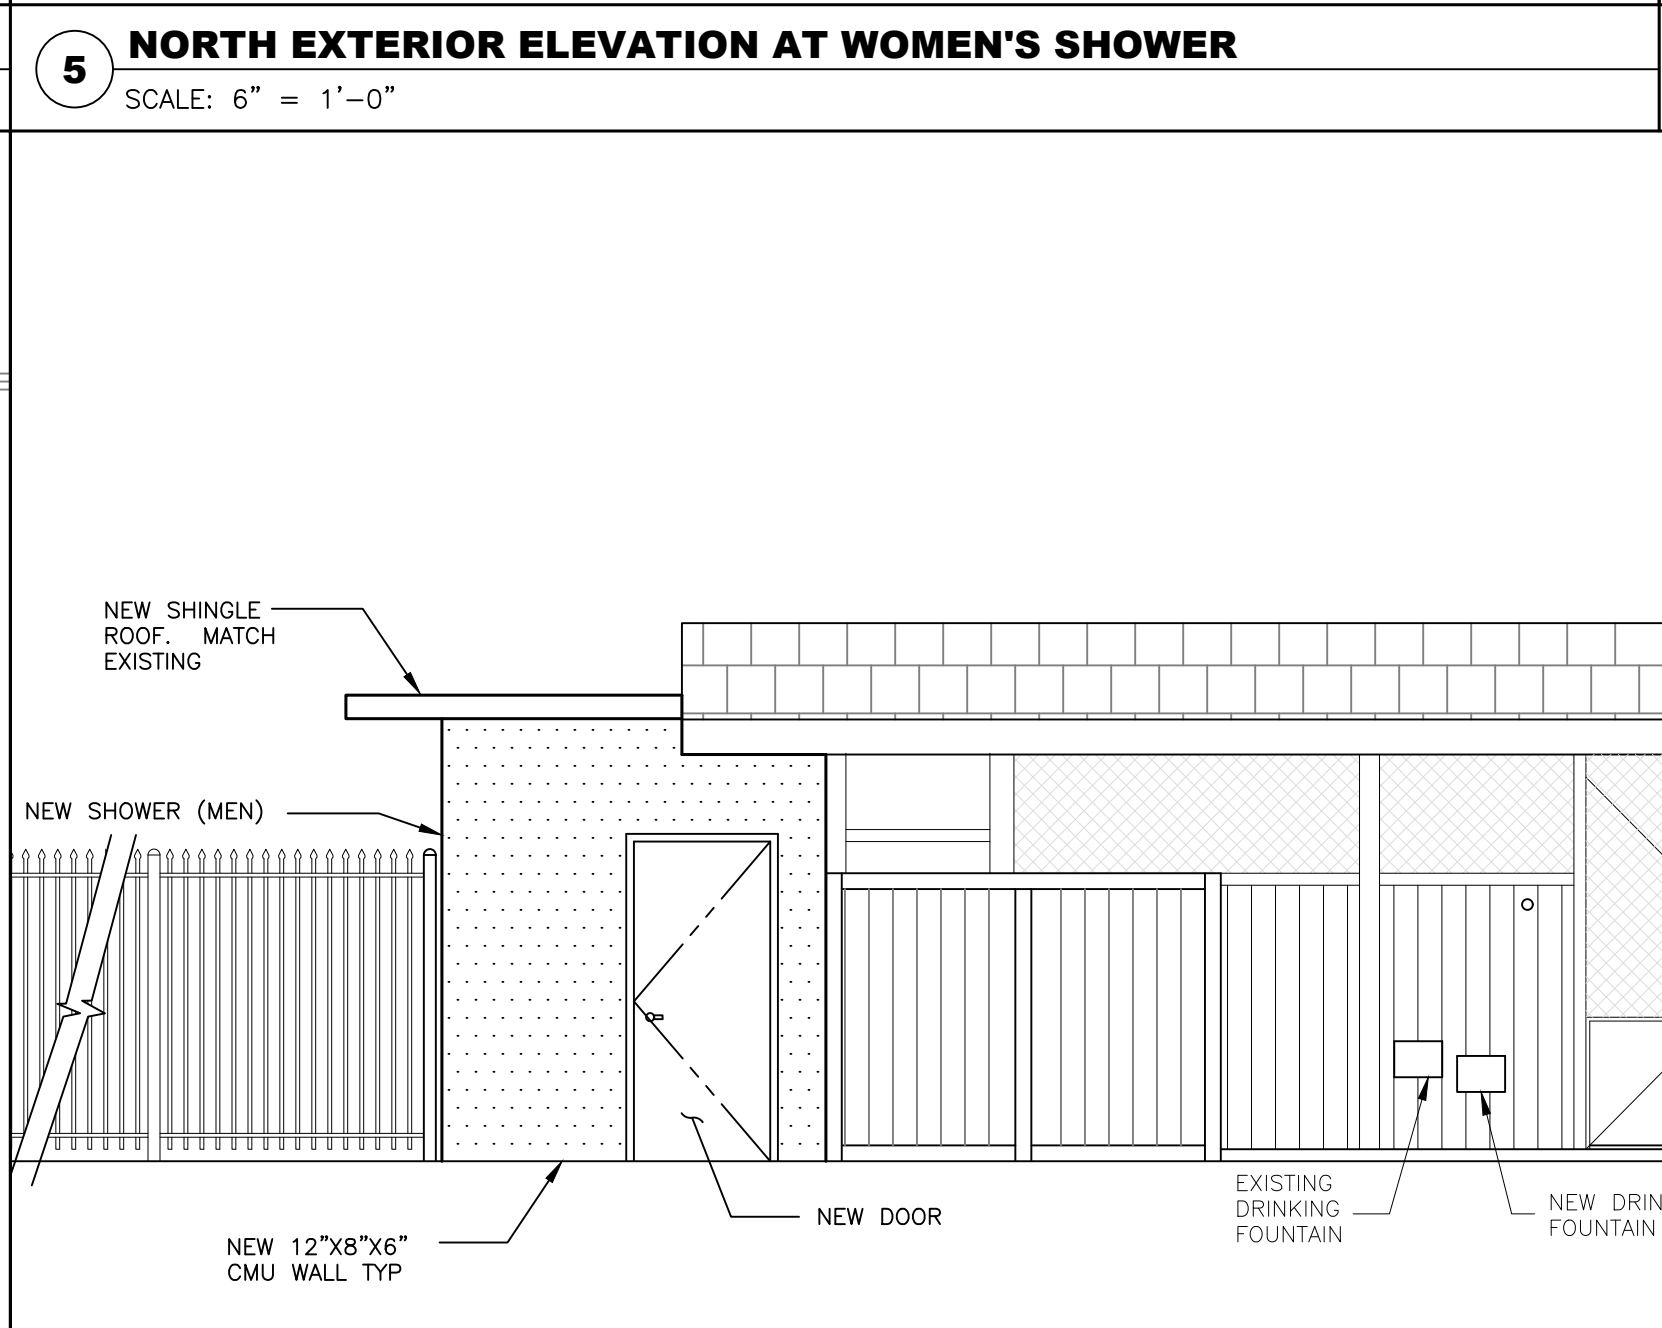 5
NORTH EXTERIOR ELEVATION AT WOMEN'S SHOWER
SCALE: 6" = 1'-0"
NEW SHINGLE
ROOF. MATCH
EXISTING
NEW SHOWER (MEN)
NEW 12"X8"X6"
CMU WALL TYP
NEW DOOR
EXISTING
DRINKING
FOUNTAIN
NEW DRIN
FOUNTAIN